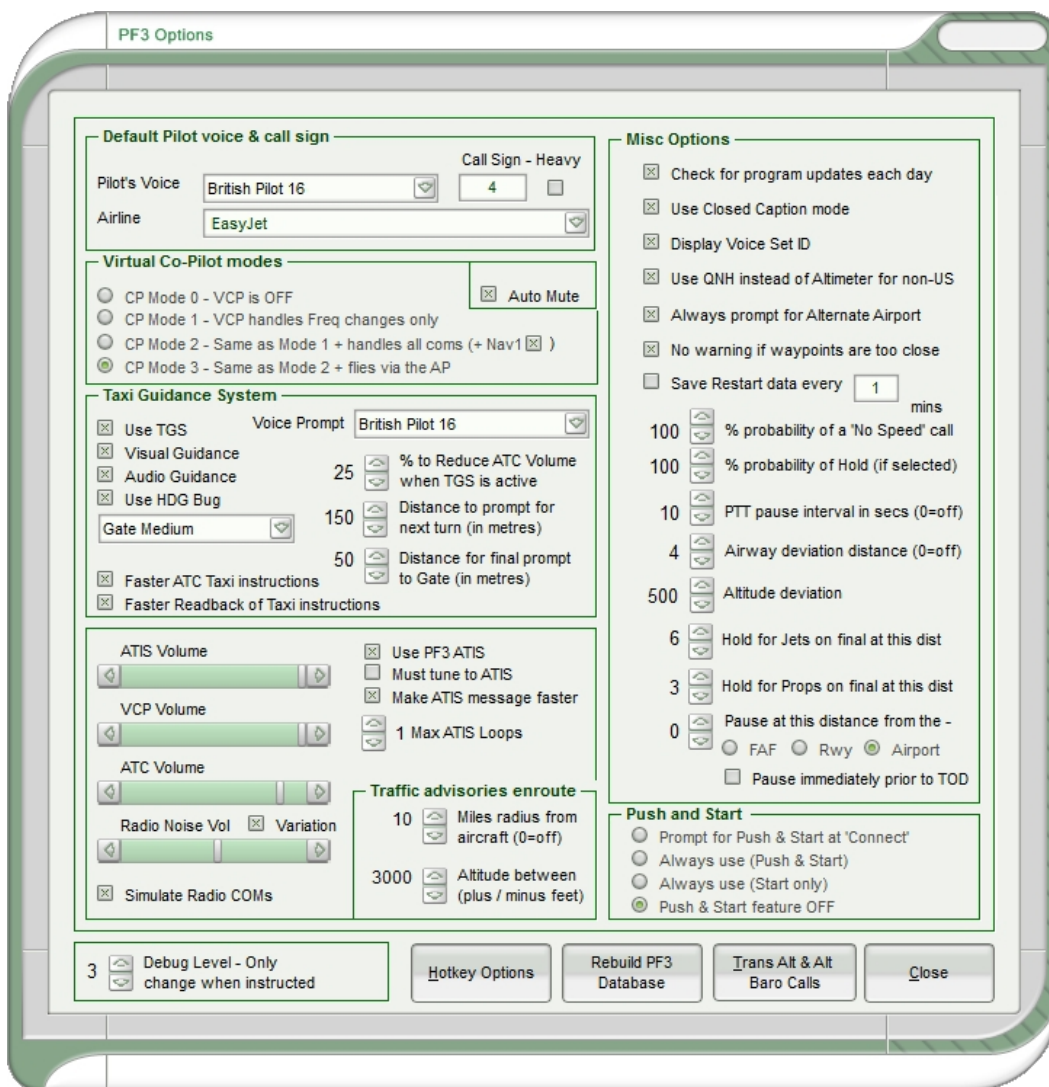 PF3 Options
Default Pilot voice & call sign
Call Sign - Heavy
Pilot's Voice British Pilot 16 4
Airline EasyJet
Virtual Co-Pilot modes
CP Mode 0 - VCP is OFF
Auto Mute
CP Mode 1 - VCP handles Freq changes only
CP Mode 2 - Same as Mode 1 + handles all coms (+ Nav1 )
CP Mode 3 - Same as Mode 2 + flies via the AP
Taxi Guidance System
Use TGS
Voice Prompt British Pilot 16
Visual Guidance
Audio Guidance
Use HDG Bug
Gate Medium
25 % to Reduce ATC Volume
when TGS is active
150 Distance to prompt for
next turn (in metres)
50 Distance for final prompt
to Gate (in metres)
Faster ATC Taxi instructions
Faster Readback of Taxi instructions
ATIS Volume
VCP Volume
ATC Volume
Radio Noise Vol Variation
Simulate Radio COMs
Use PF3 ATIS
Must tune to ATIS
Make ATIS message faster
1 Max ATIS Loops
Traffic advisories enroute
10 Miles radius from
aircraft (0=off)
3000 Altitude between
(plus / minus feet)
Misc Options
Check for program updates each day
Use Closed Caption mode
Display Voice Set ID
Use QNH instead of Altimeter for non-US
Always prompt for Alternate Airport
No warning if waypoints are too close
Save Restart data every 1
mins
100 % probability of a 'No Speed' call
100 % probability of Hold (if selected)
10 PTT pause interval in secs (0=off)
4 Airway deviation distance (0=off)
500 Altitude deviation
6 Hold for Jets on final at this dist
3 Hold for Props on final at this dist
0 Pause at this distance from the -
FAF Rwy Airport
Pause immediately prior to TOD
Push and Start
Prompt for Push & Start at 'Connect'
Always use (Push & Start)
Always use (Start only)
Push & Start feature OFF
3 Debug Level - Only
change when instructed
Hotkey Options
Rebuild PF3
Database
Trans Alt & Alt
Baro Calls
Close